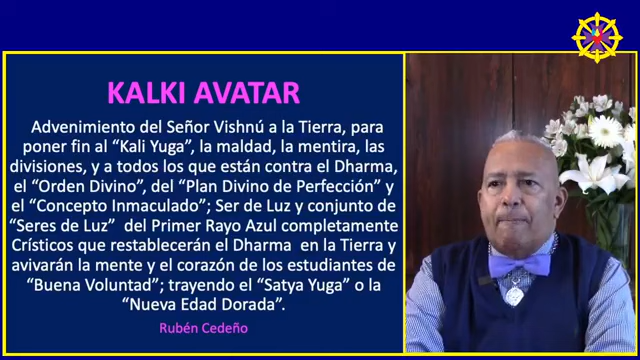 KALKI AVATAR
Advenimiento del Señor Vishnú a la Tierra, para
poner fin al “Kali Yuga”, la maldad, la mentira, las
divisiones, y a todos los que están contra el Dharma,
el “Orden Divino”, del “Plan Divino de Perfección” y
el “Concepto Inmaculado”; Ser de Luz y conjunto de
“Seres de Luz”  del Primer Rayo Azul completamente
Crísticos que restablecerán el Dharma  en la Tierra y
avivarán la mente y el corazón de los estudiantes de
“Buena Voluntad”; trayendo el “Satya Yuga” o la
“Nueva Edad Dorada”.
Rubén Cedeño